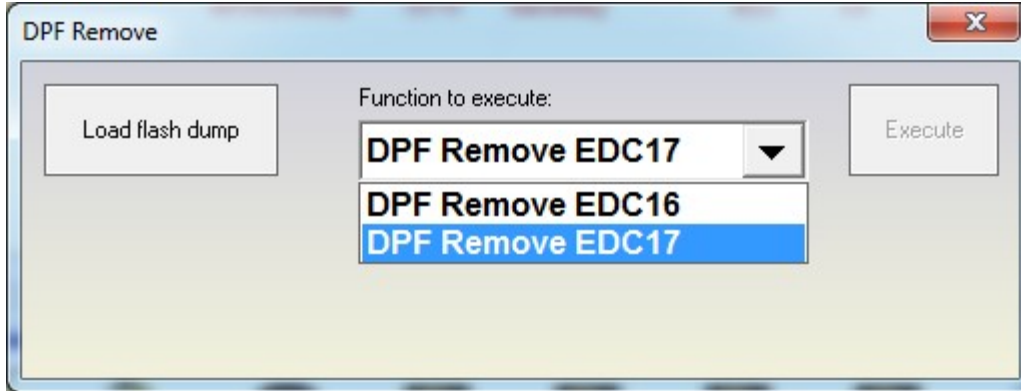 DPF Remove
Load flash dump
Function to execute:
DPF Remove EDC17
Execute
DPF Remove EDC16
DPF Remove EDC17